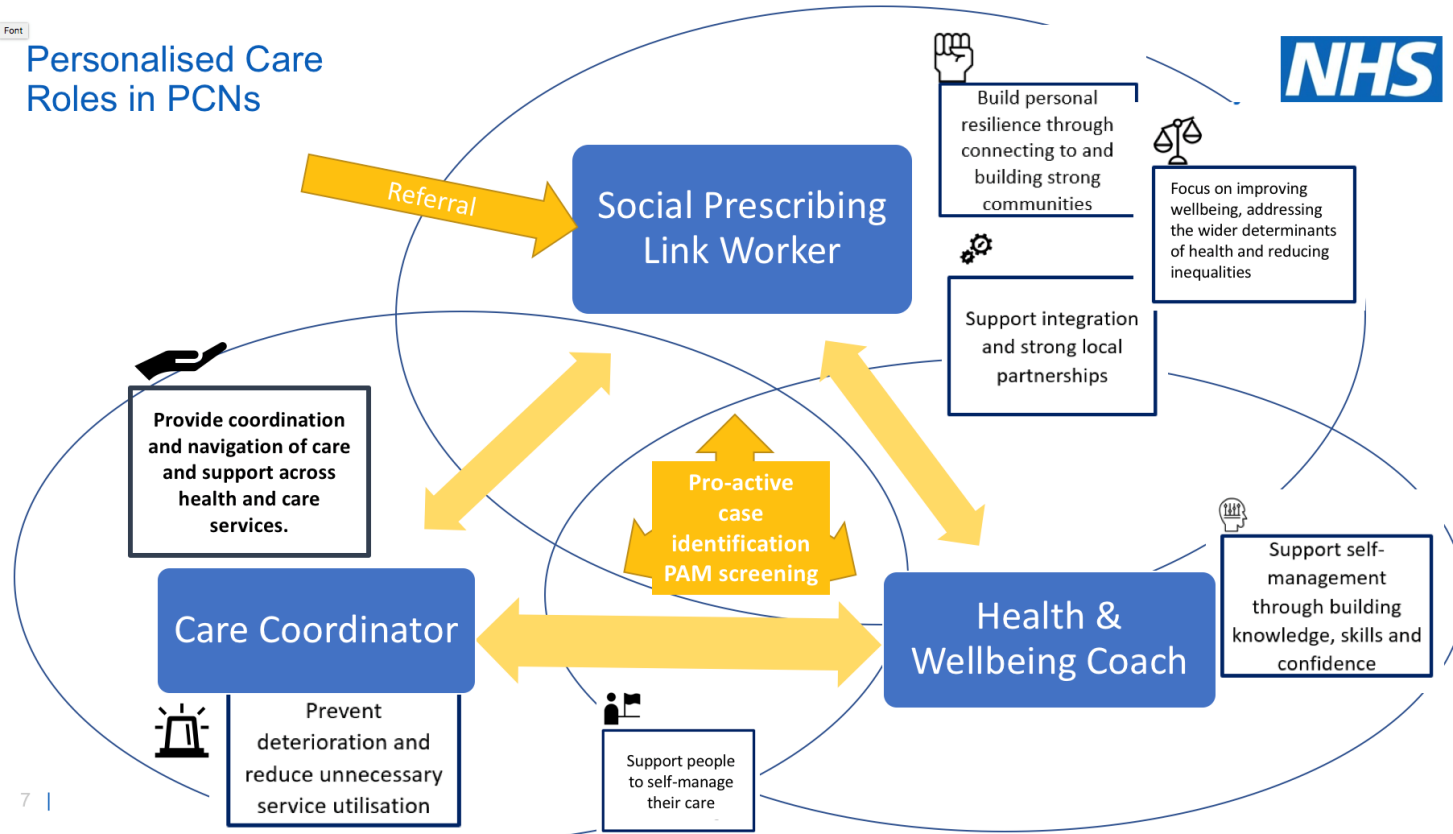 Font
Personalised Care
Roles in PCNs
NHS
Referral
Social Prescribing
Link Worker
Build personal
resilience through
connecting to and
building strong
communities
Focus on improving
wellbeing, addressing
the wider determinants
of health and reducing
inequalities
Support integration
and strong local
partnerships
Provide coordination
and navigation of care
and support across
health and care
services.
Pro-active
case
identification
PAM screening
Care Coordinator
Health &
Wellbeing Coach
Support self-
management
through building
knowledge, skills and
confidence
Prevent
deterioration and
reduce unnecessary
service utilisation
Support people
to self-manage
their care
7 |